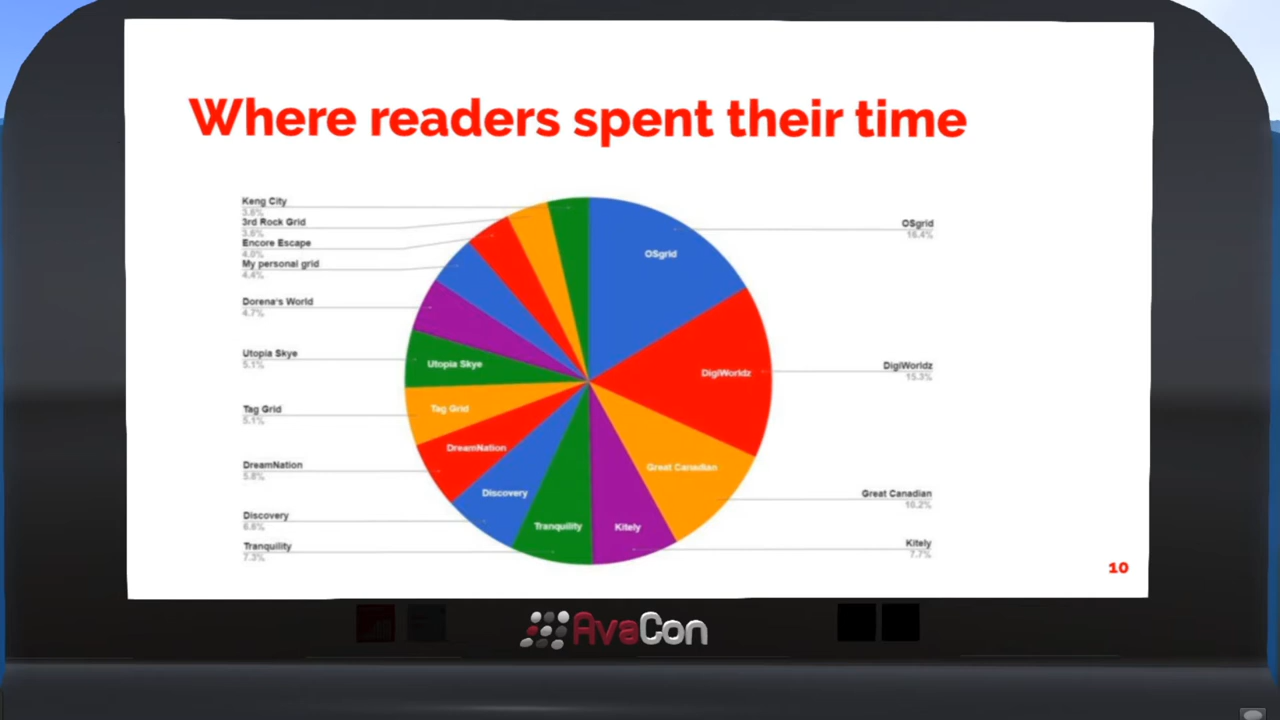 Where readers spent their time
Keng City
3.6%
3rd Rock Grid
3.6%
Encore Escape
4.0%
My personal grid
4.4%
Dorena's World
4.7%
Utopia Skye
5.1%
Tag Grid
5.1%
DreamNation
5.8%
Discovery
6.6%
Tranquility
7.3%
OSgrid
DigiWorldz
Great Canadian
Kitely
Tranquility
Discovery
DreamNation
Tag Grid
Utopia Skye
OSgrid
16.4%
DigiWorldz
15.3%
Great Canadian
10.2%
Kitely
7.7%
10
AvaCon